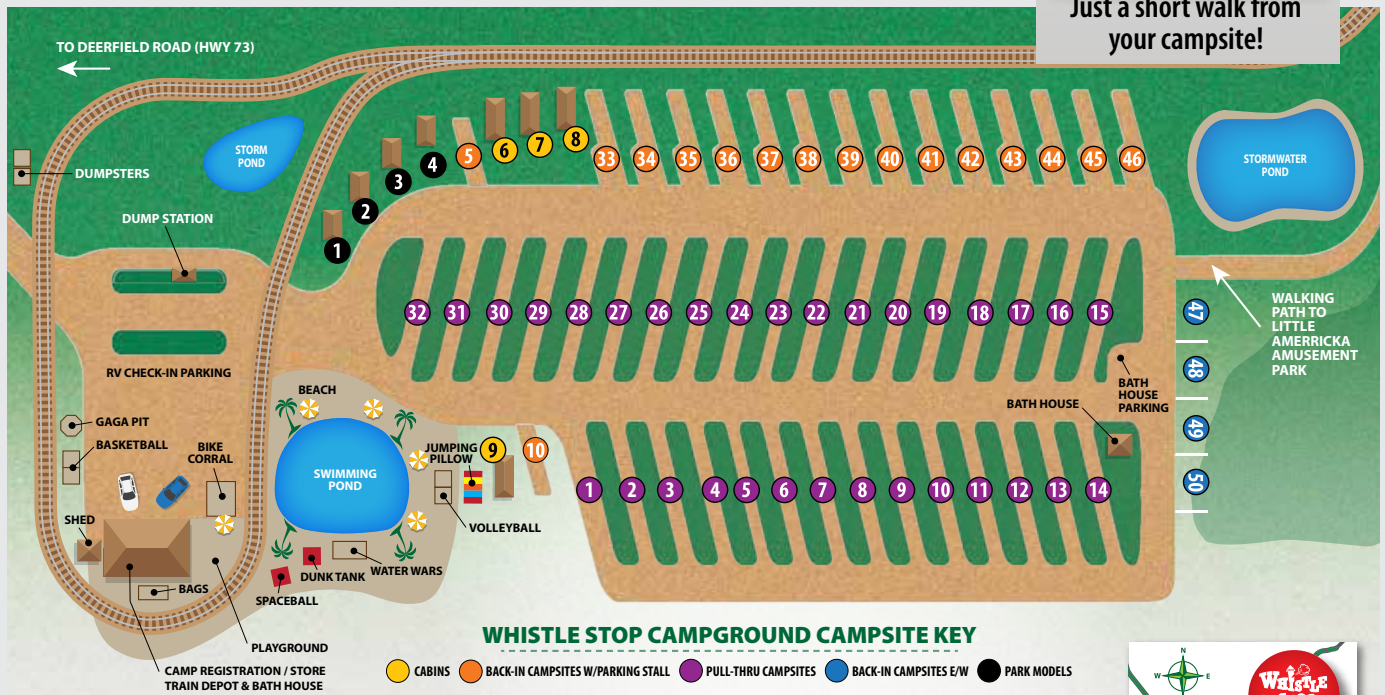 Just a short walk from
your campsite!
TO DEERFIELD ROAD (HWY 73)
STORM
POND
STORMWATER
POND
DUMPSTERS
DUMP STATION
4
5
6
7
8
3
2
1
33
34
35
36
37
38
39
40
41
42
43
44
45
46
32
31
30
29
28
27
26
25
24
23
22
21
20
19
18
17
16
15
47
48
49
50
WALKING
PATH TO
LITTLE
AMERRICKA
AMUSEMENT
PARK
RV CHECK-IN PARKING
BATH
HOUSE
PARKING
BATH HOUSE
GAGA PIT
BASKETBALL
BIKE
CORRAL
BEACH
SWIMMING
POND
JUMPING
PILLOW
9
10
VOLLEYBALL
1
2
3
4
5
6
7
8
9
10
11
12
13
14
SHED
BAGS
DUNK TANK
WATER WARS
SPACEBALL
PLAYGROUND
CAMP REGISTRATION / STORE
TRAIN DEPOT & BATH HOUSE
WHISTLE STOP CAMPGROUND CAMPSITE KEY
CABINS
BACK-IN CAMPSITES W/PARKING STALL
PULL-THRU CAMPSITES
BACK-IN CAMPSITES E/W
PARK MODELS
N
W
E
WHISTLE